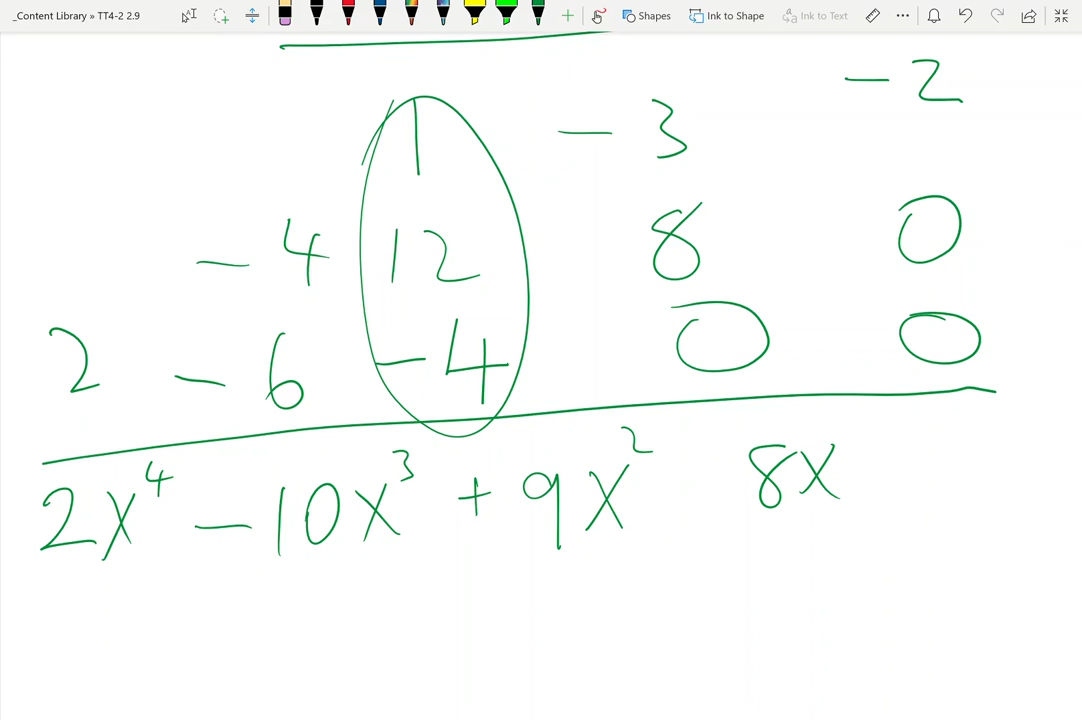 _Content Library » TT4-2 2.9 Shapes Ink to Shape Ink to Text
- 2
1 - 3
- 4 12 8 0
2 - 6 - 4 0 0
2x⁴ - 10x³ + 9x² 8x